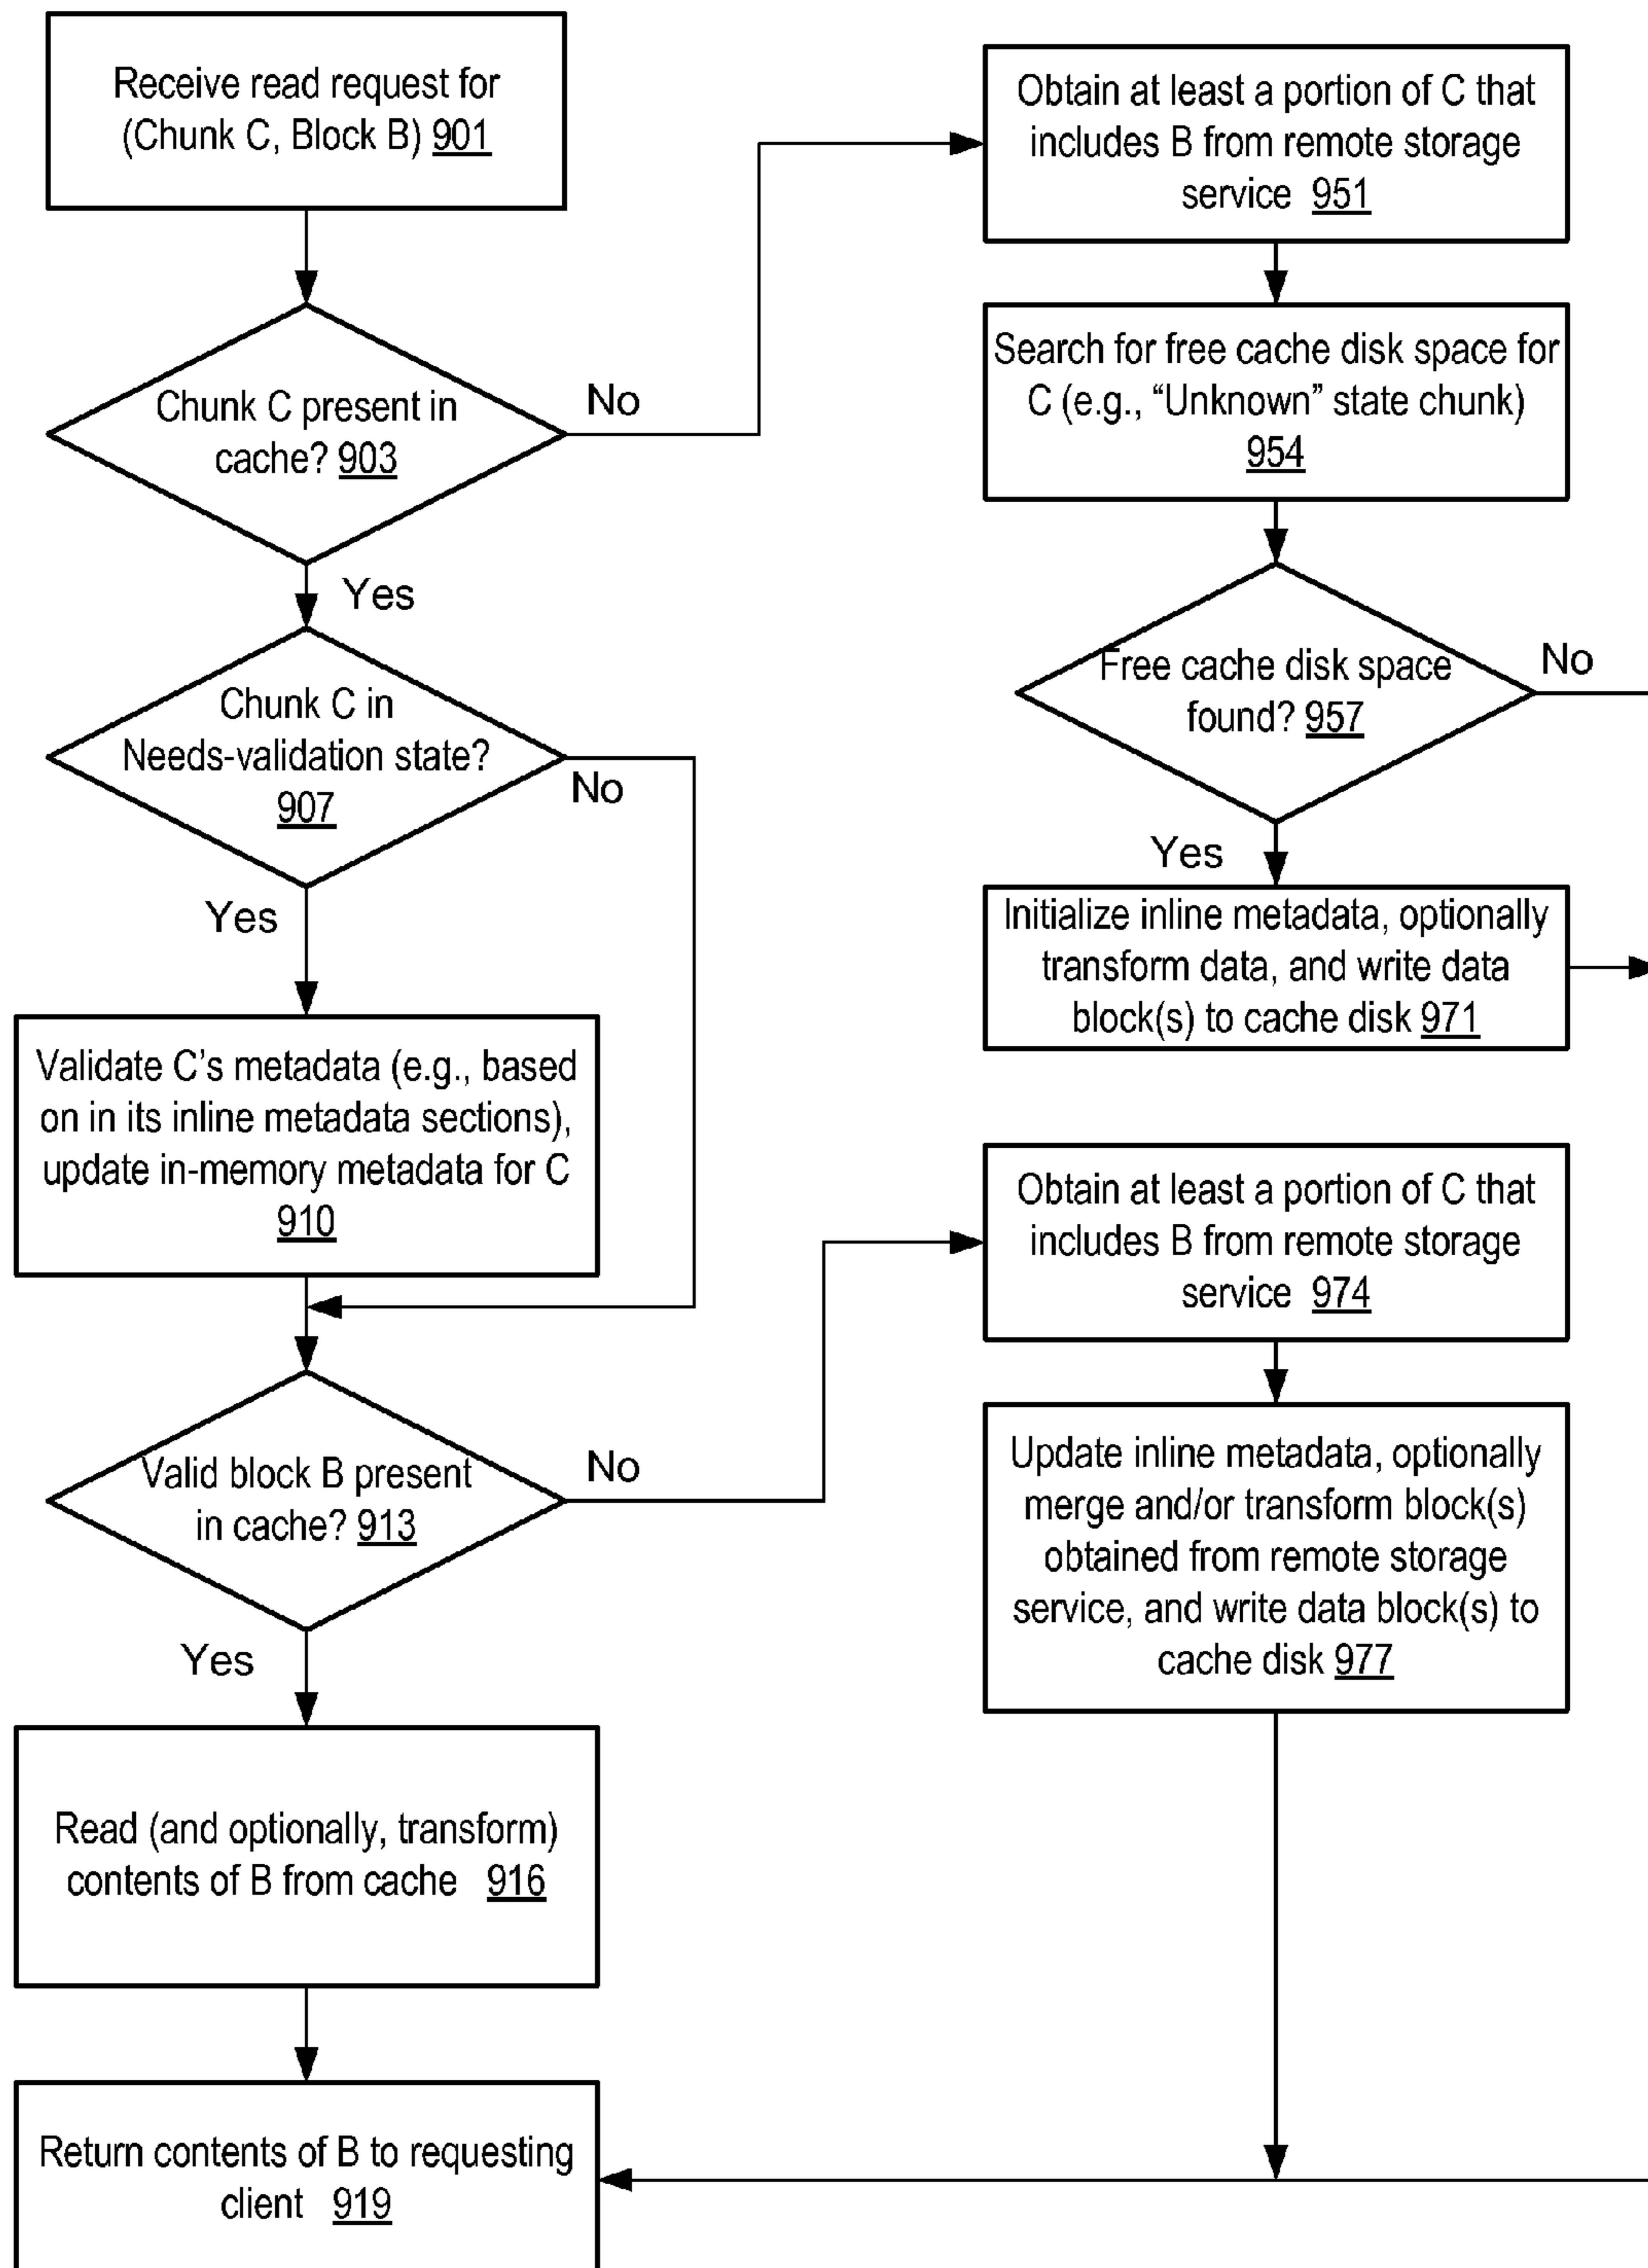 Receive read request for
(Chunk C, Block B) 901
Chunk C present in
cache? 903
No
Yes
Chunk C in
Needs-validation state?
907
No
Yes
Validate C's metadata (e.g., based
on in its inline metadata sections),
update in-memory metadata for C
910
Valid block B present
in cache? 913
No
Yes
Read (and optionally, transform)
contents of B from cache 916
Return contents of B to requesting
client 919
Obtain at least a portion of C that
includes B from remote storage
service 951
Search for free cache disk space for
C (e.g., “Unknown” state chunk)
954
Free cache disk space
found? 957
No
Yes
Initialize inline metadata, optionally
transform data, and write data
block(s) to cache disk 971
Obtain at least a portion of C that
includes B from remote storage
service 974
Update inline metadata, optionally
merge and/or transform block(s)
obtained from remote storage
service, and write data block(s) to
cache disk 977